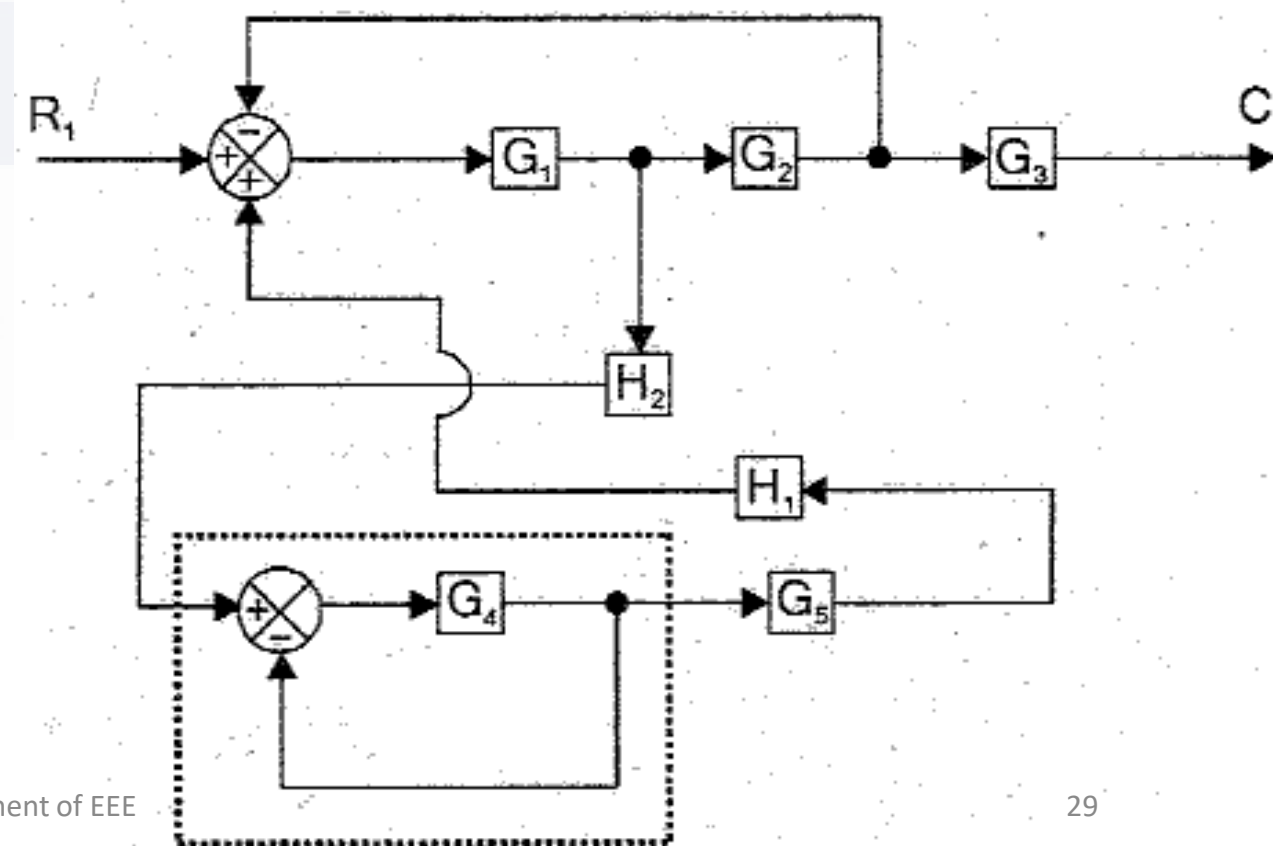 R₁
C
−
+
+
G₁
G₂
G₃
H₂
H₁
+
−
G₄
G₅
ment of EEE
29